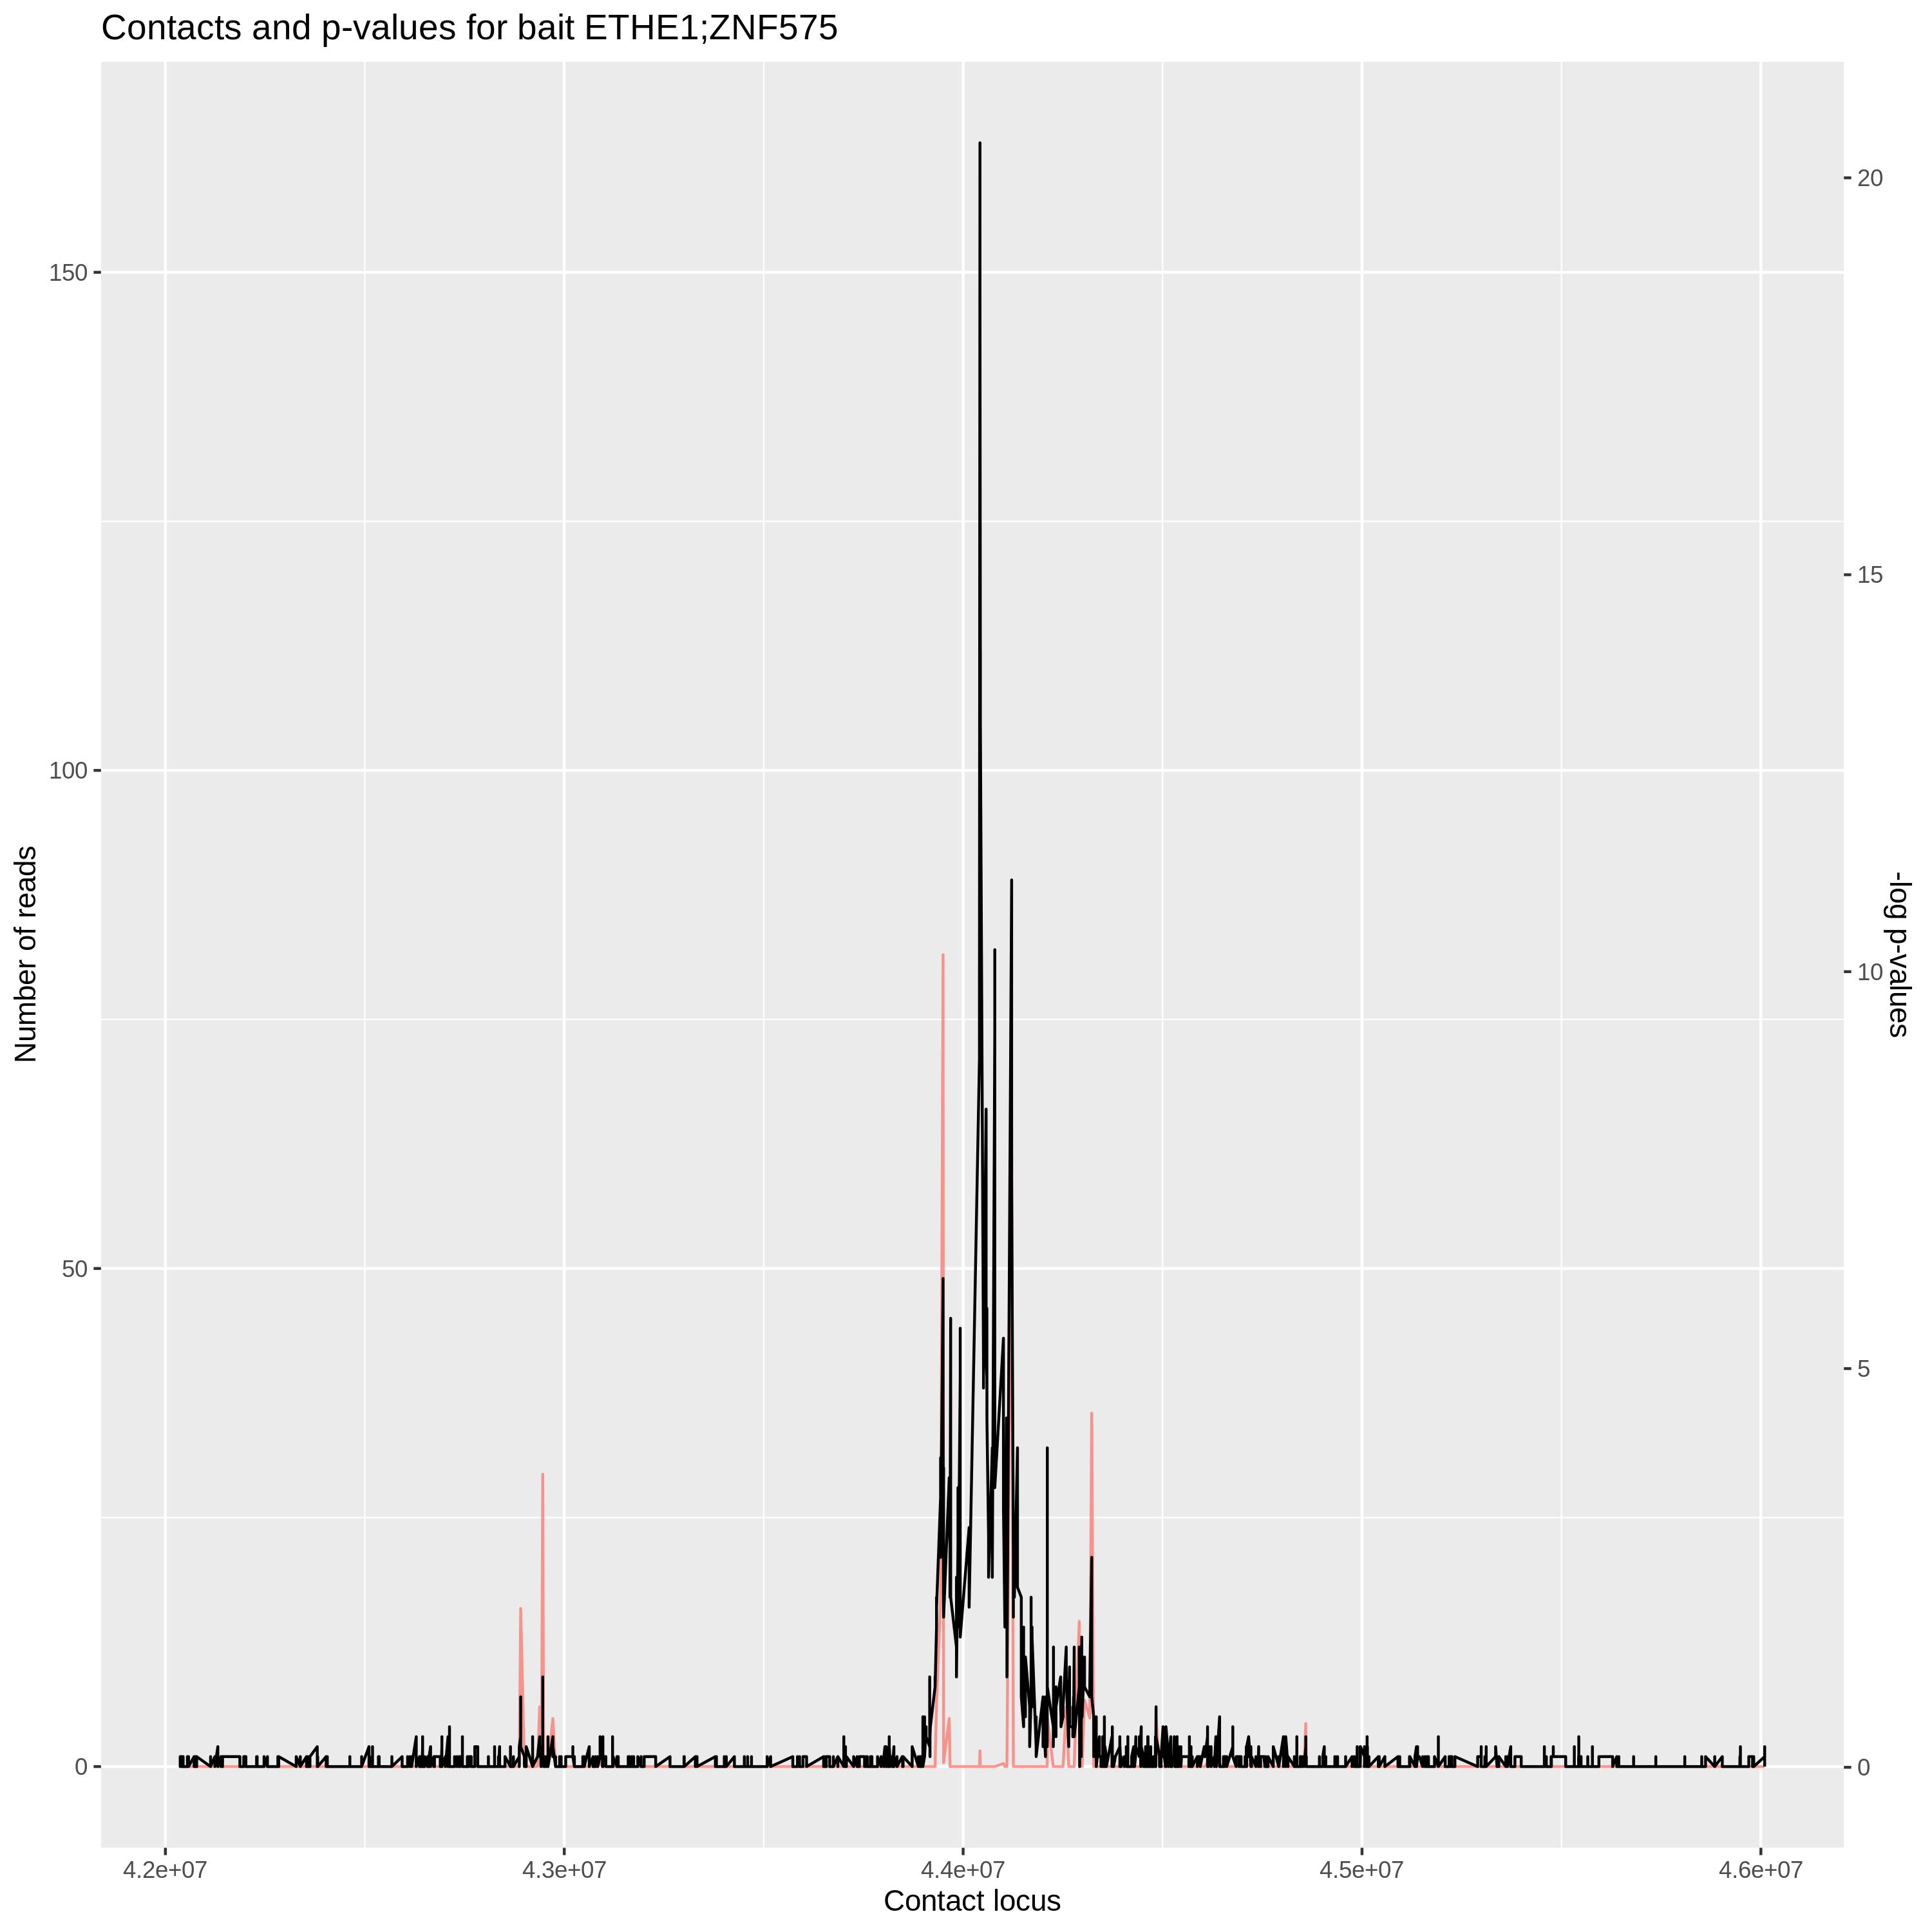 Contacts and p-values for bait ETHE1;ZNF575
Number of reads
150
100
50
0
20
15
10
5
0
-log p-values
4.2e+07
4.3e+07
4.4e+07
4.5e+07
4.6e+07
Contact locus